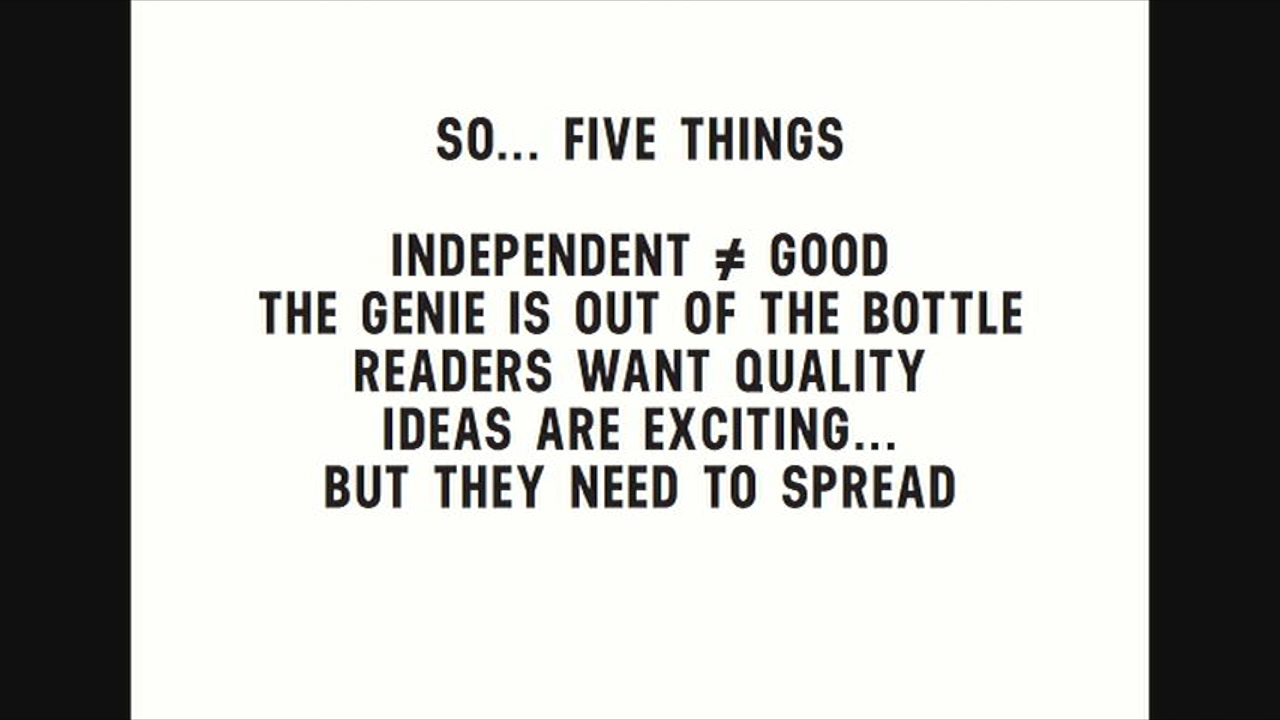 SO... FIVE THINGS
INDEPENDENT ≠ GOOD
THE GENIE IS OUT OF THE BOTTLE
READERS WANT QUALITY
IDEAS ARE EXCITING...
BUT THEY NEED TO SPREAD